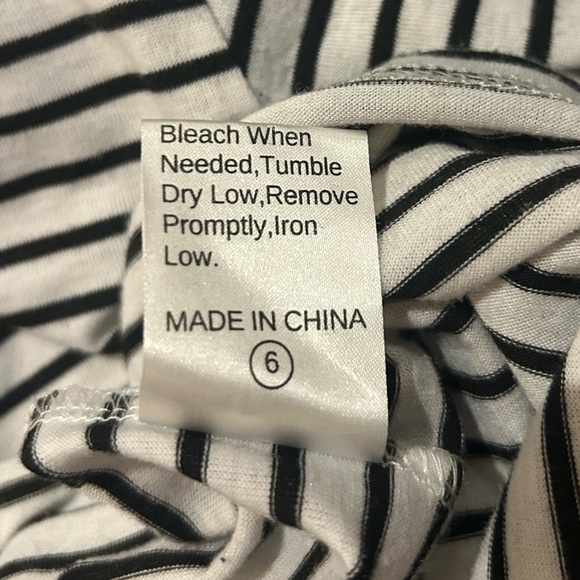 Bleach When
Needed,Tumble
Dry Low,Remove
Promptly,Iron
Low.
MADE IN CHINA
6